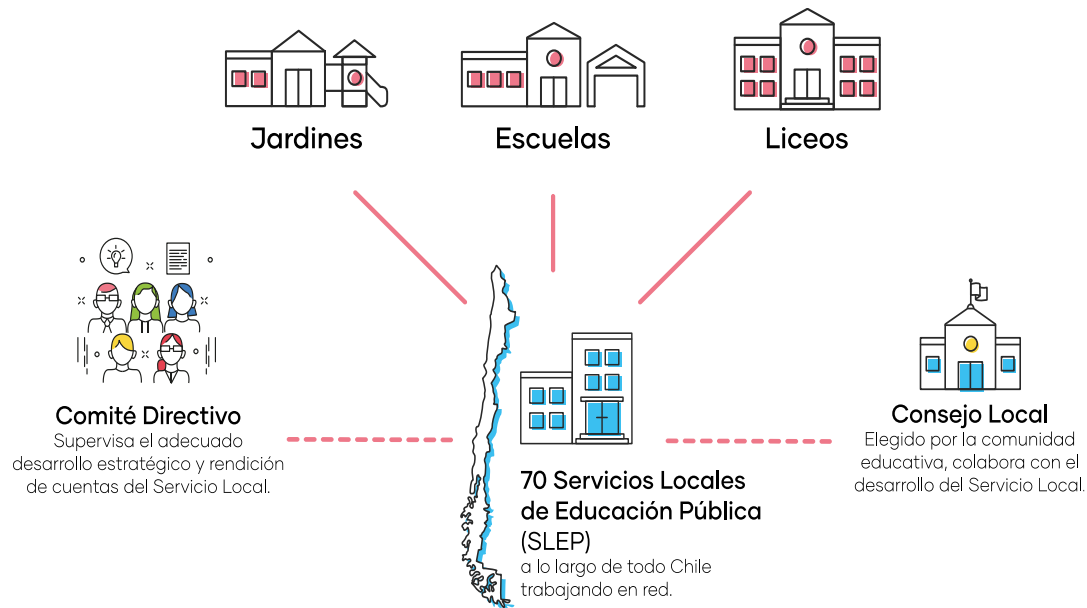 Jardines
Escuelas
Liceos
Comité Directivo
Supervisa el adecuado
desarrollo estratégico y rendición
de cuentas del Servicio Local.
70 Servicios Locales
de Educación Pública
(SLEP)
a lo largo de todo Chile
trabajando en red.
Consejo Local
Elegido por la comunidad
educativa, colabora con el
desarrollo del Servicio Local.